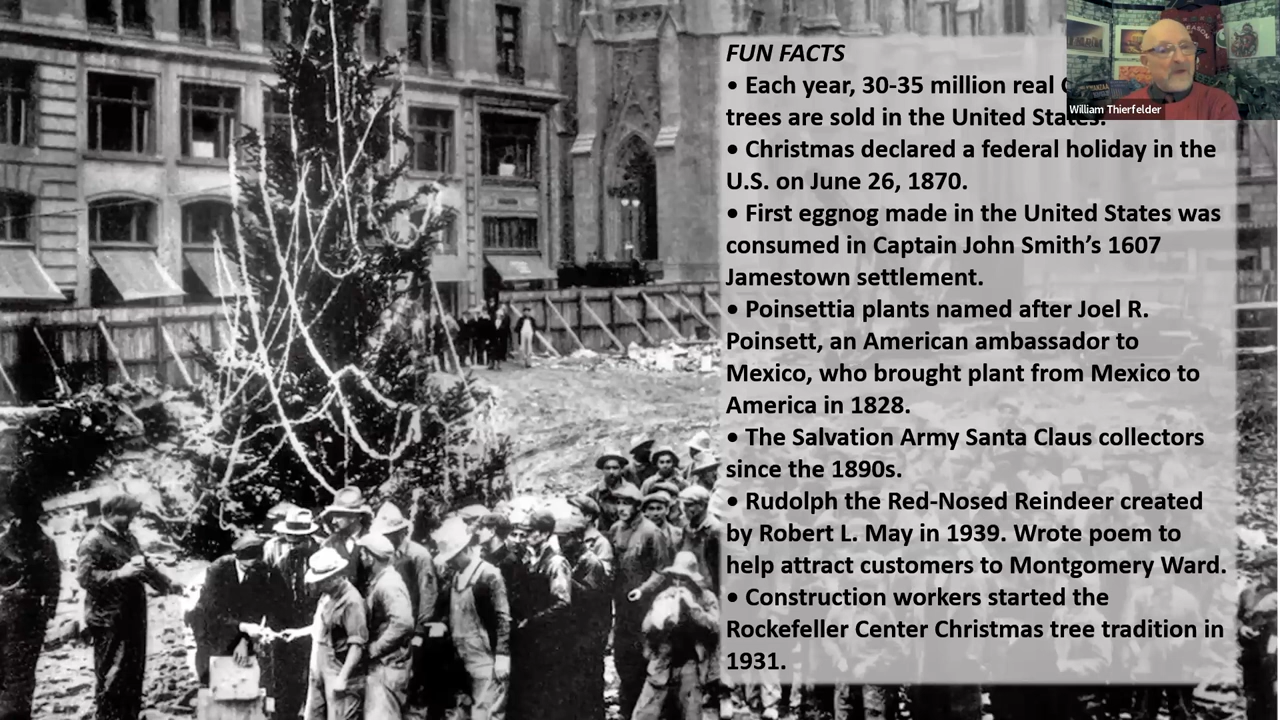 FUN FACTS
• Each year, 30-35 million real
trees are sold in the United States.
• Christmas declared a federal holiday in the
U.S. on June 26, 1870.
• First eggnog made in the United States was
consumed in Captain John Smith’s 1607
Jamestown settlement.
• Poinsettia plants named after Joel R.
Poinsett, an American ambassador to
Mexico, who brought plant from Mexico to
America in 1828.
• The Salvation Army Santa Claus collectors
since the 1890s.
• Rudolph the Red-Nosed Reindeer created
by Robert L. May in 1939. Wrote poem to
help attract customers to Montgomery Ward.
• Construction workers started the
Rockefeller Center Christmas tree tradition in
1931.
William Thierfelder